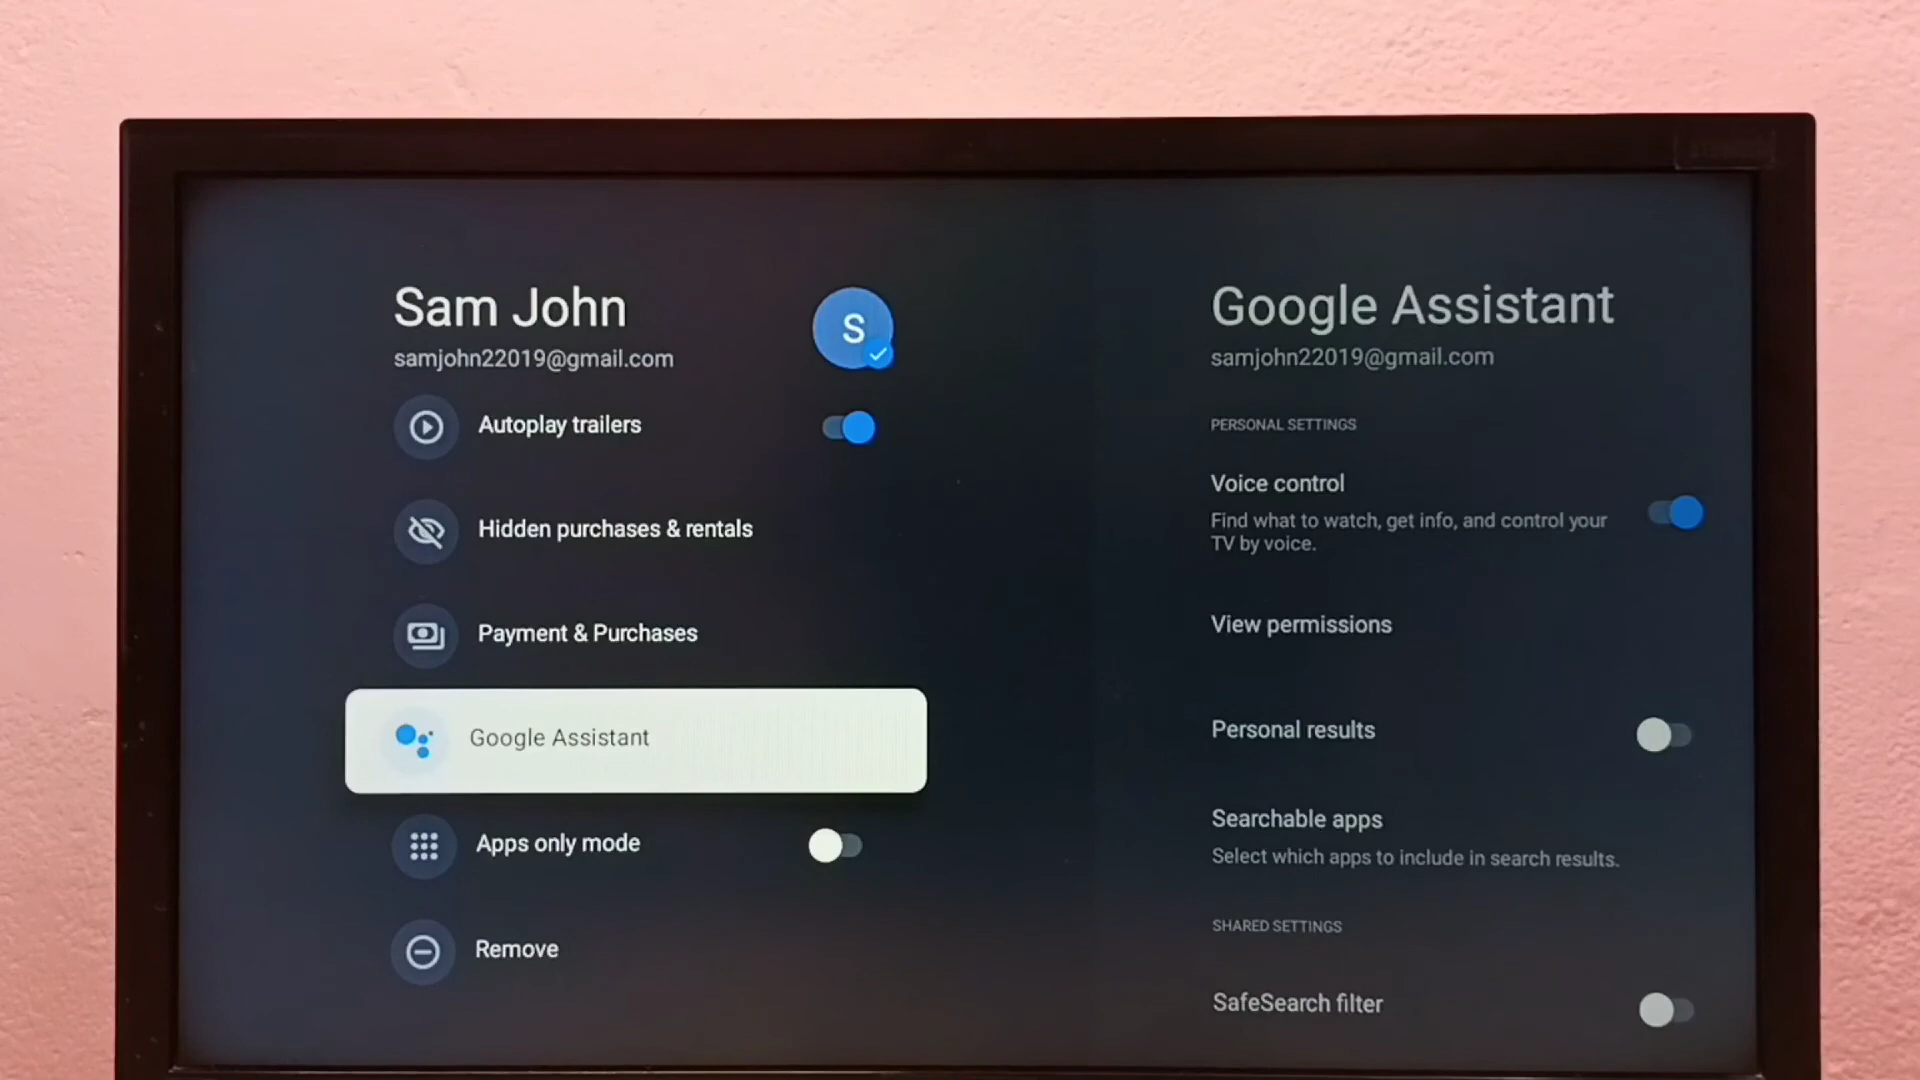 Sam John
S
samjohn22019@gmail.com
Autoplay trailers
Hidden purchases & rentals
Payment & Purchases
Google Assistant
Apps only mode
Remove
Google Assistant
samjohn22019@gmail.com
PERSONAL SETTINGS
Voice control
Find what to watch, get info, and control your
TV by voice.
View permissions
Personal results
Searchable apps
Select which apps to include in search results.
SHARED SETTINGS
SafeSearch filter